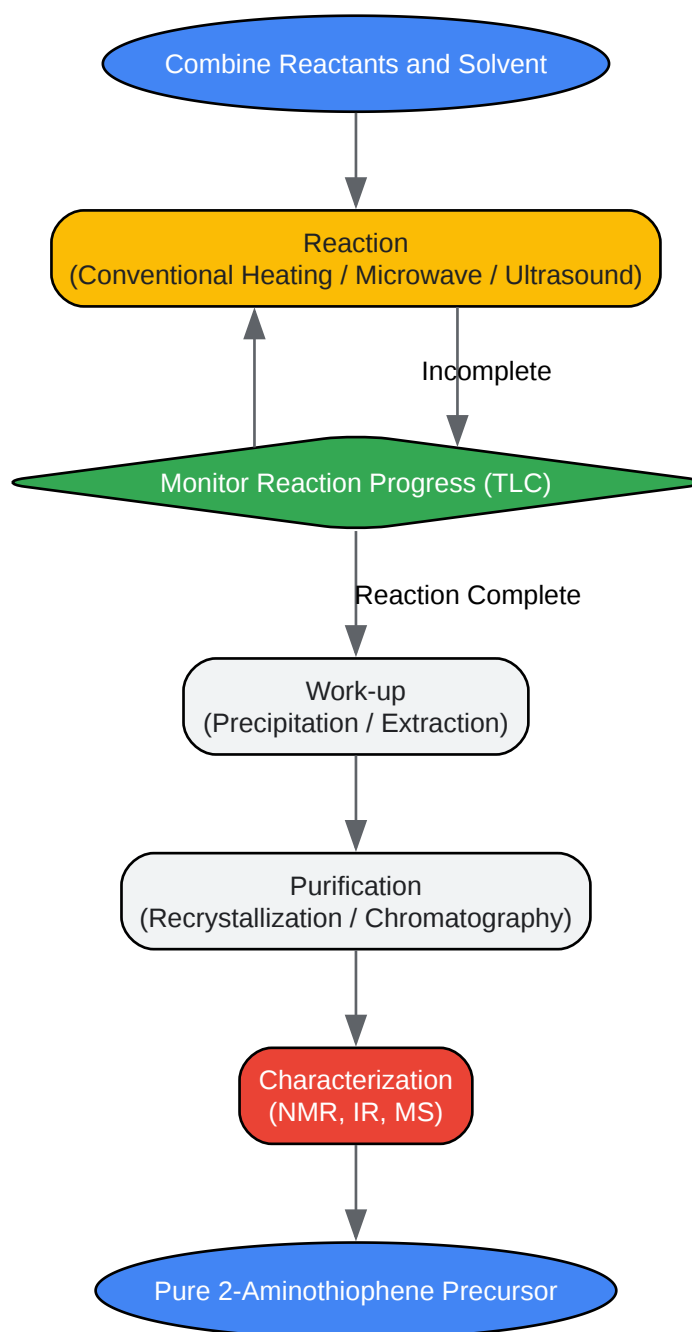 Combine Reactants and Solvent
Reaction
(Conventional Heating / Microwave / Ultrasound)
Incomplete
Monitor Reaction Progress (TLC)
Reaction Complete
Work-up
(Precipitation / Extraction)
Purification
(Recrystallization / Chromatography)
Characterization
(NMR, IR, MS)
Pure 2-Aminothiophene Precursor